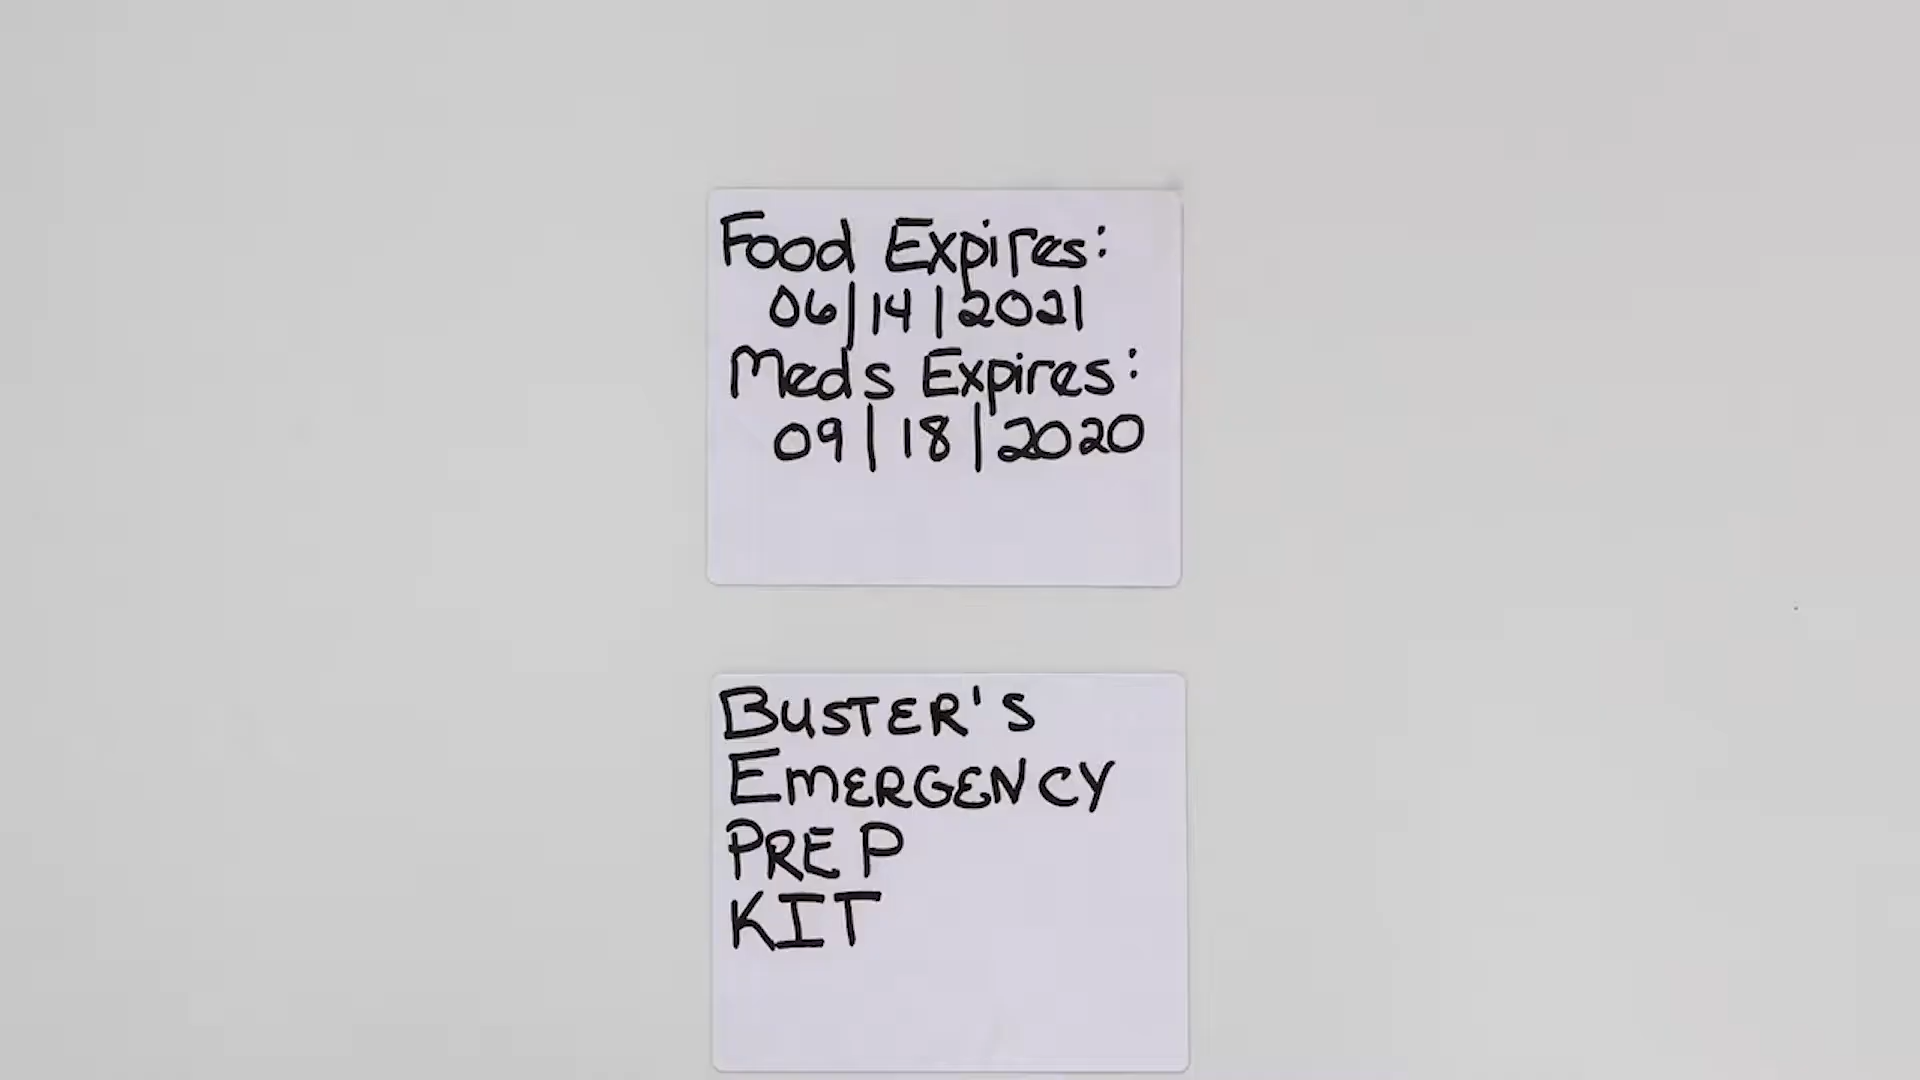 Food Expires:
06|14|2021
Meds Expires:
09|18|2020
BUSTER'S
EMERGENCY
PREP
KIT